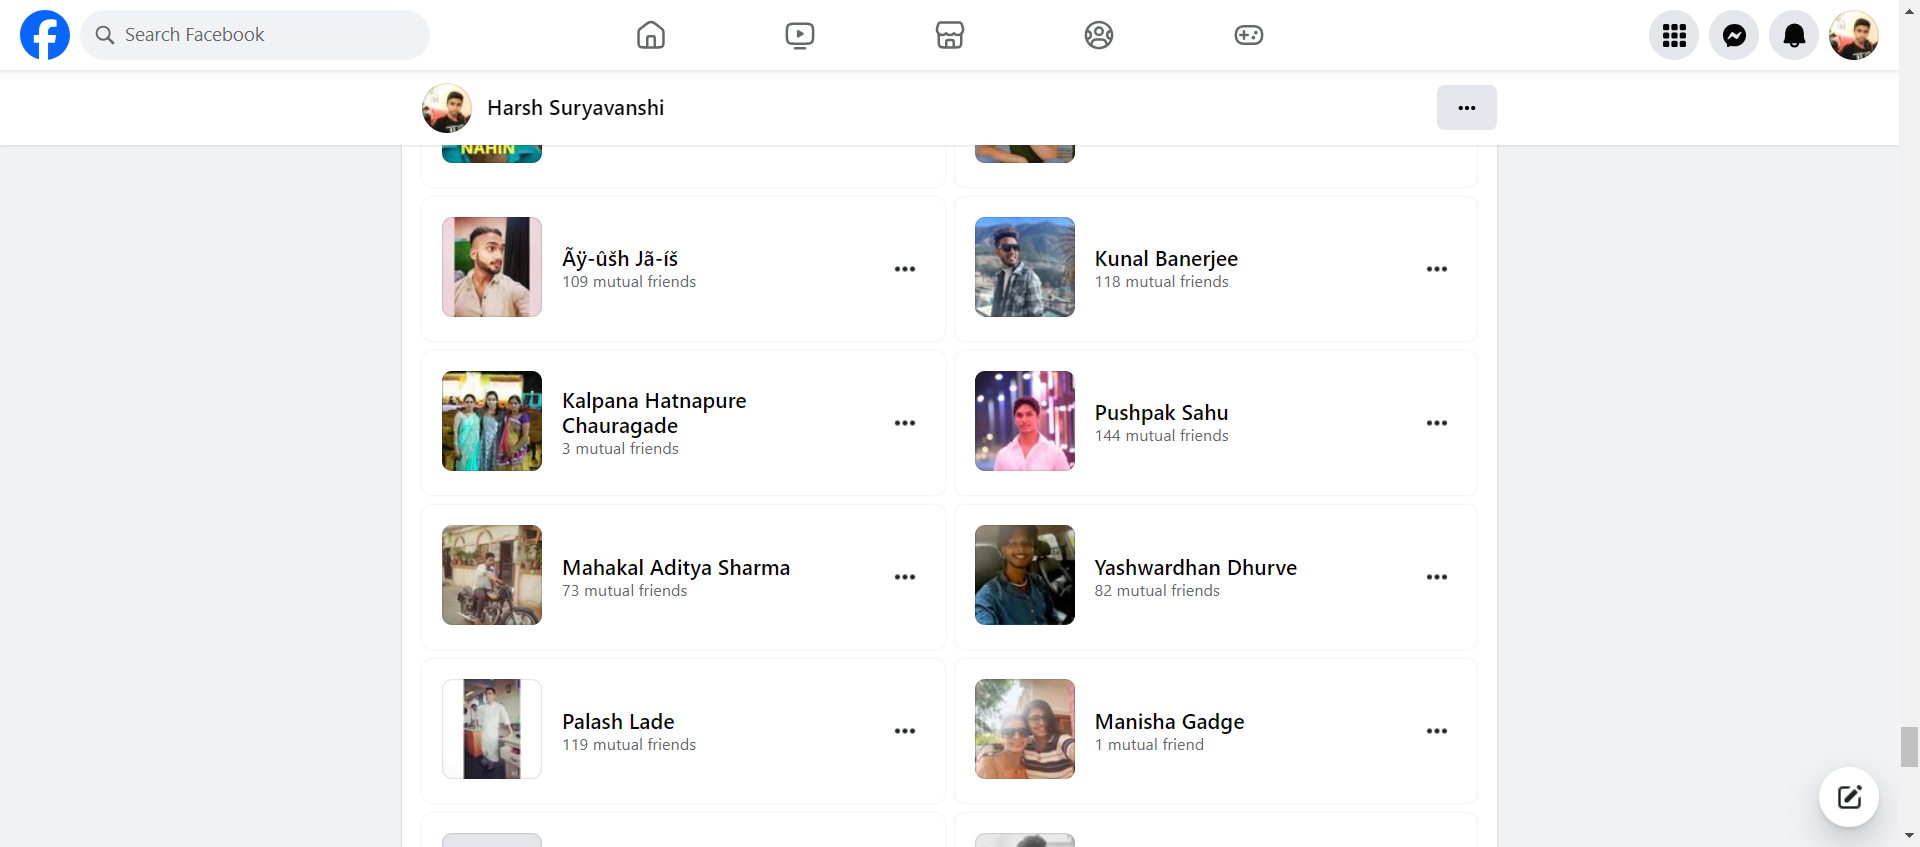 Search Facebook
Harsh Suryavanshi
NAHIN
Ãÿ-ûšh Jã-íš
109 mutual friends
Kunal Banerjee
118 mutual friends
Kalpana Hatnapure
Chauragade
3 mutual friends
Pushpak Sahu
144 mutual friends
Mahakal Aditya Sharma
73 mutual friends
Yashwardhan Dhurve
82 mutual friends
Palash Lade
119 mutual friends
Manisha Gadge
1 mutual friend